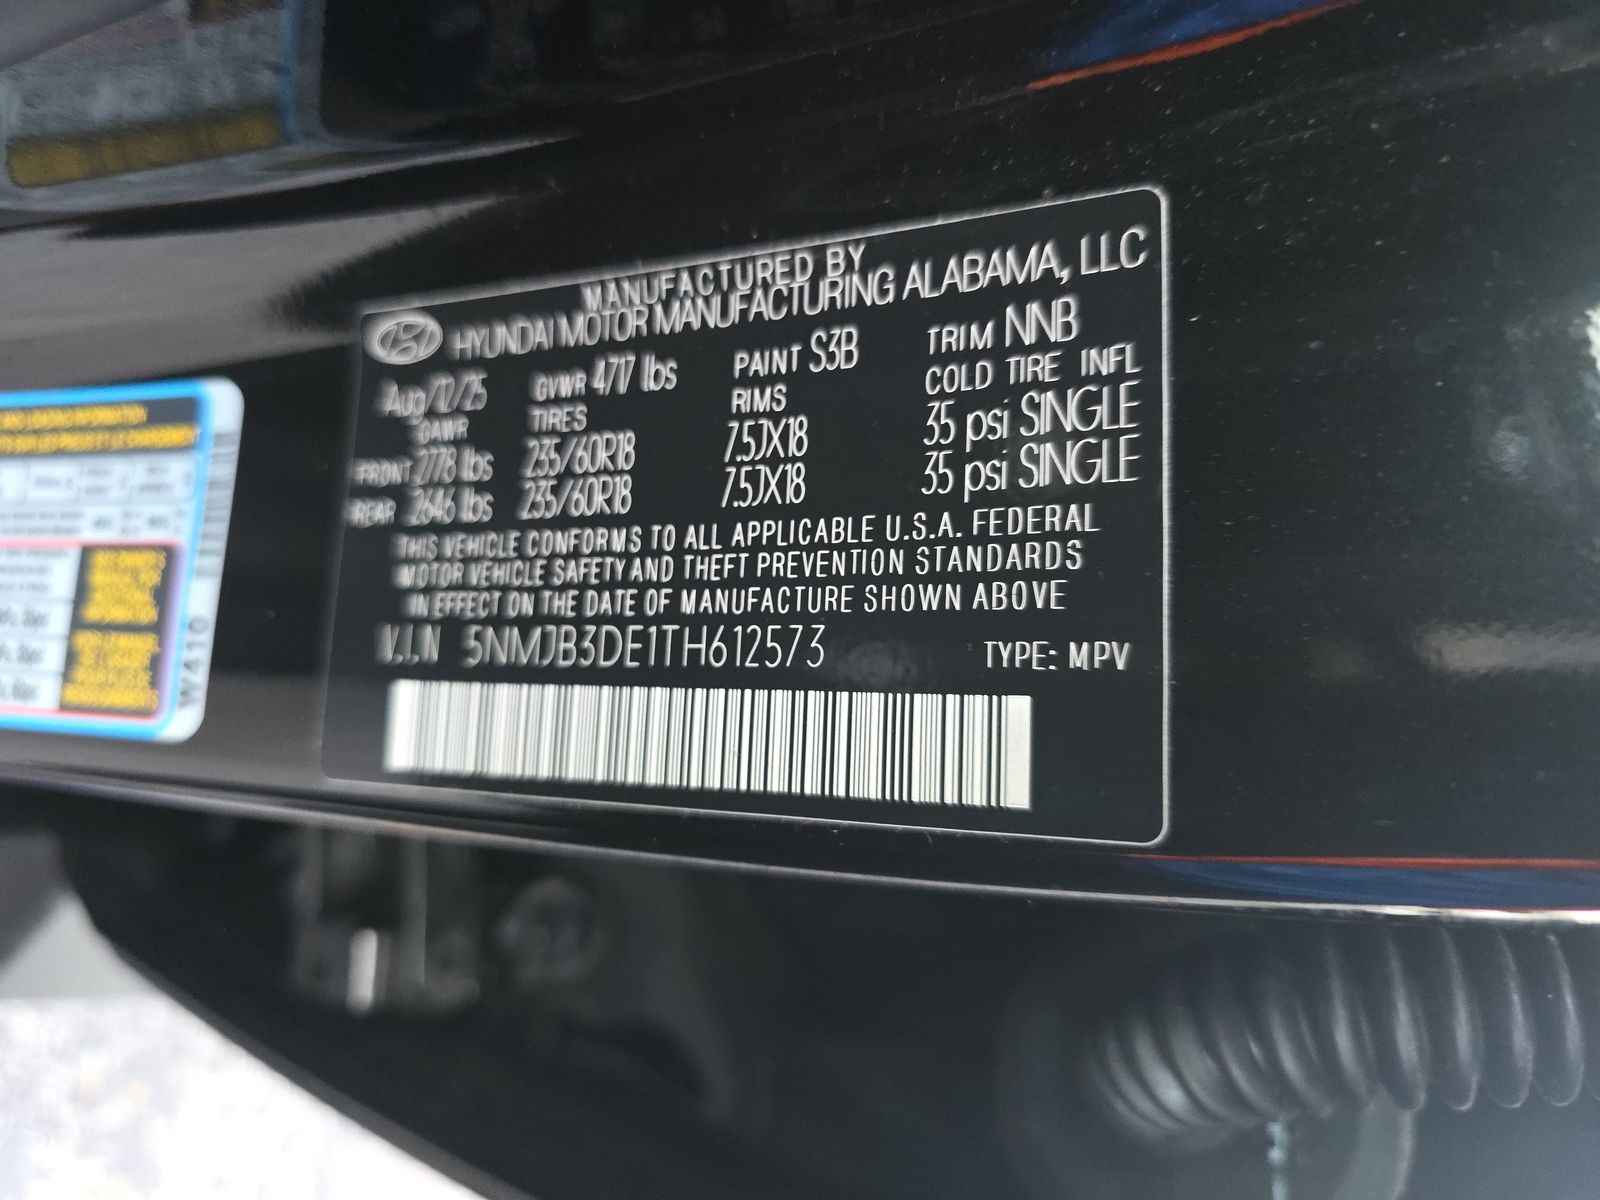 MANUFACTURED BY
HYUNDAI MOTOR MANUFACTURING ALABAMA, LLC
Aug/12/25 GVWR 4717 lbs PAINT S3B TRIM NNB
GAWR TIRES RIMS COLD TIRE INFL
FRONT 2778 lbs 235/60R18 7.5JX18 35 psi SINGLE
REAR 2646 lbs 235/60R18 7.5JX18 35 psi SINGLE
THIS VEHICLE CONFORMS TO ALL APPLICABLE U.S.A. FEDERAL
MOTOR VEHICLE SAFETY AND THEFT PREVENTION STANDARDS
IN EFFECT ON THE DATE OF MANUFACTURE SHOWN ABOVE
V.I.N 5NMJB3DE1TH612573 TYPE: MPV
W410